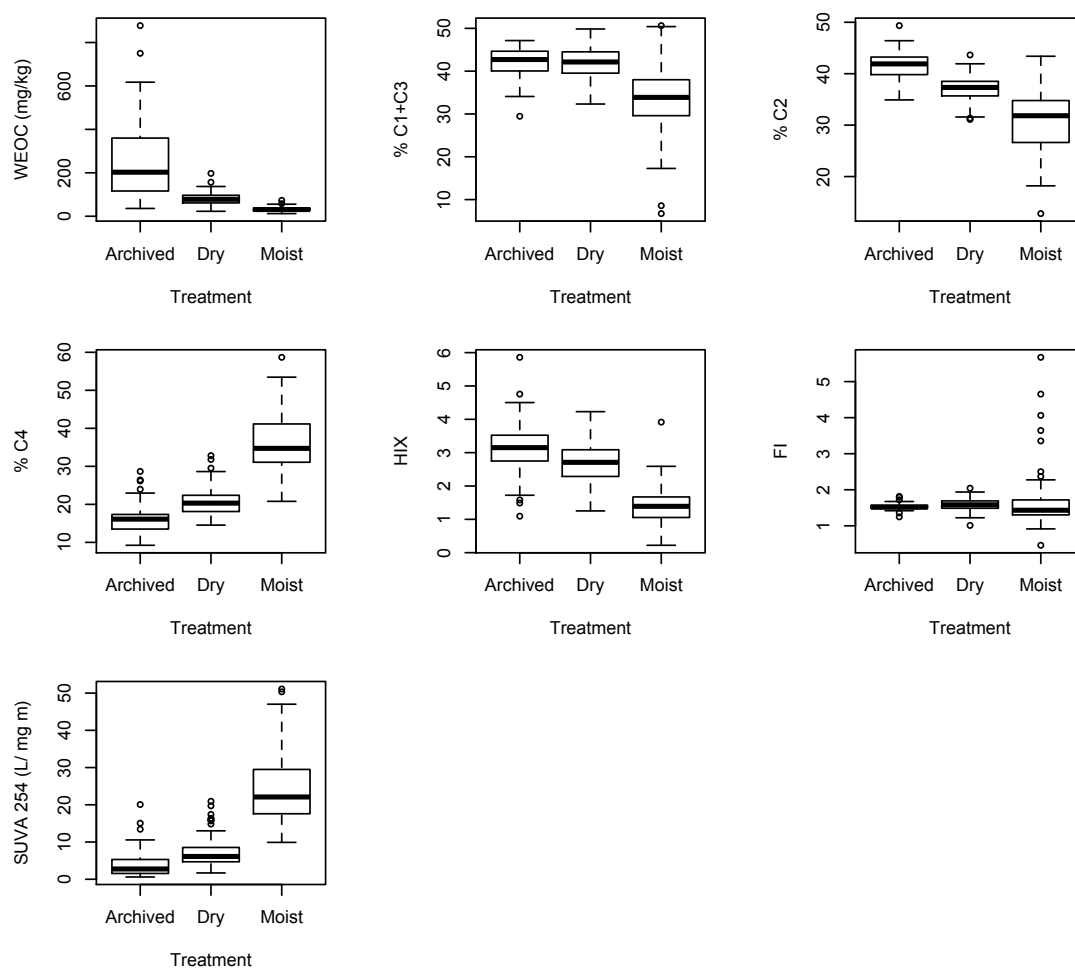 WEOC (mg/kg)
600
200
0
Archived Dry Moist
Treatment
% C1+C3
50
40
30
20
10
Archived Dry Moist
Treatment
% C2
50
40
30
20
Archived Dry Moist
Treatment
% C4
60
50
40
30
20
10
Archived Dry Moist
Treatment
HIX
6
5
4
3
2
1
0
Archived Dry Moist
Treatment
FI
5
4
3
2
1
Archived Dry Moist
Treatment
SUVA 254 (L/ mg m)
50
40
30
20
10
0
Archived Dry Moist
Treatment